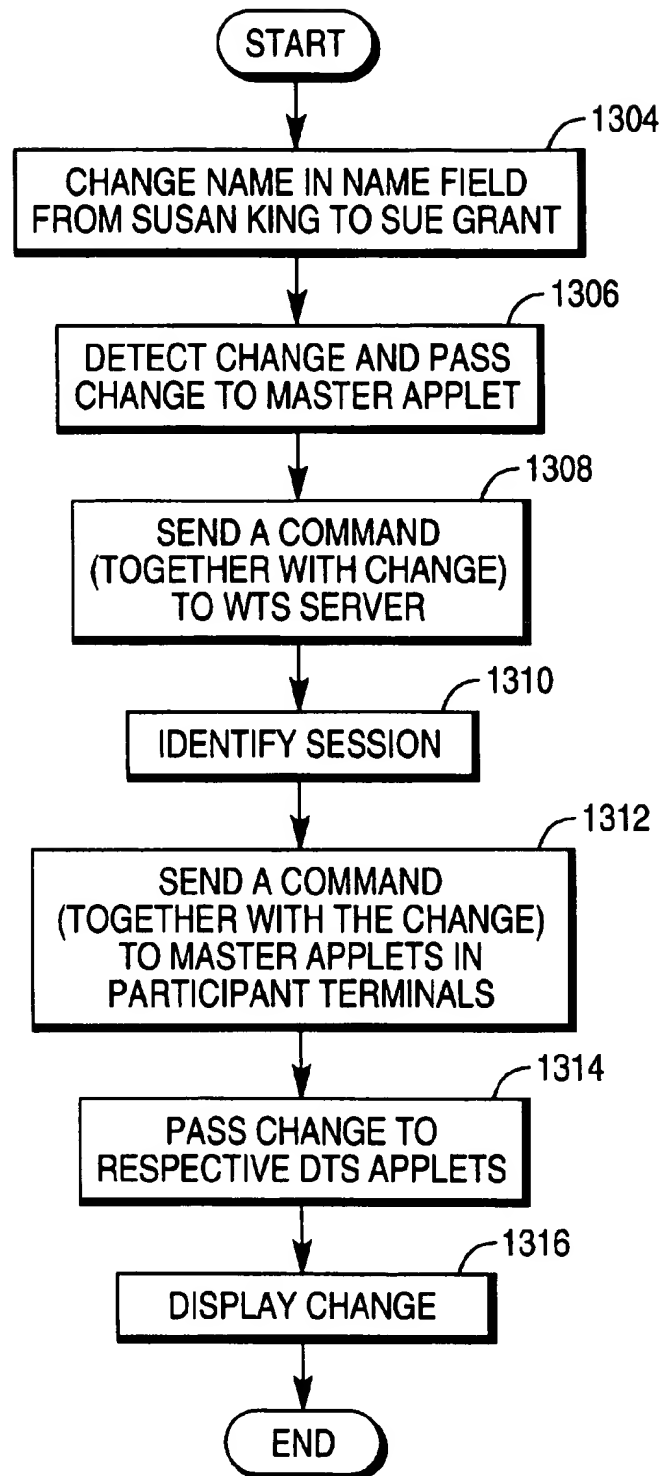 START
1304
CHANGE NAME IN NAME FIELD
FROM SUSAN KING TO SUE GRANT
1306
DETECT CHANGE AND PASS
CHANGE TO MASTER APPLET
1308
SEND A COMMAND
(TOGETHER WITH CHANGE)
TO WTS SERVER
1310
IDENTIFY SESSION
1312
SEND A COMMAND
(TOGETHER WITH THE CHANGE)
TO MASTER APPLETS IN
PARTICIPANT TERMINALS
1314
PASS CHANGE TO
RESPECTIVE DTS APPLETS
1316
DISPLAY CHANGE
END